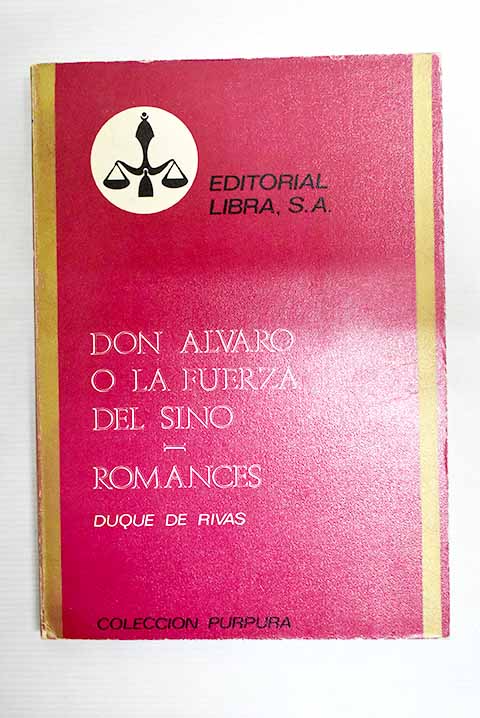 EDITORIAL
LIBRA, S.A.
DON ALVARO
O LA FUERZA
DEL SINO
—
ROMANCES
DUQUE DE RIVAS
COLECCION PURPURA